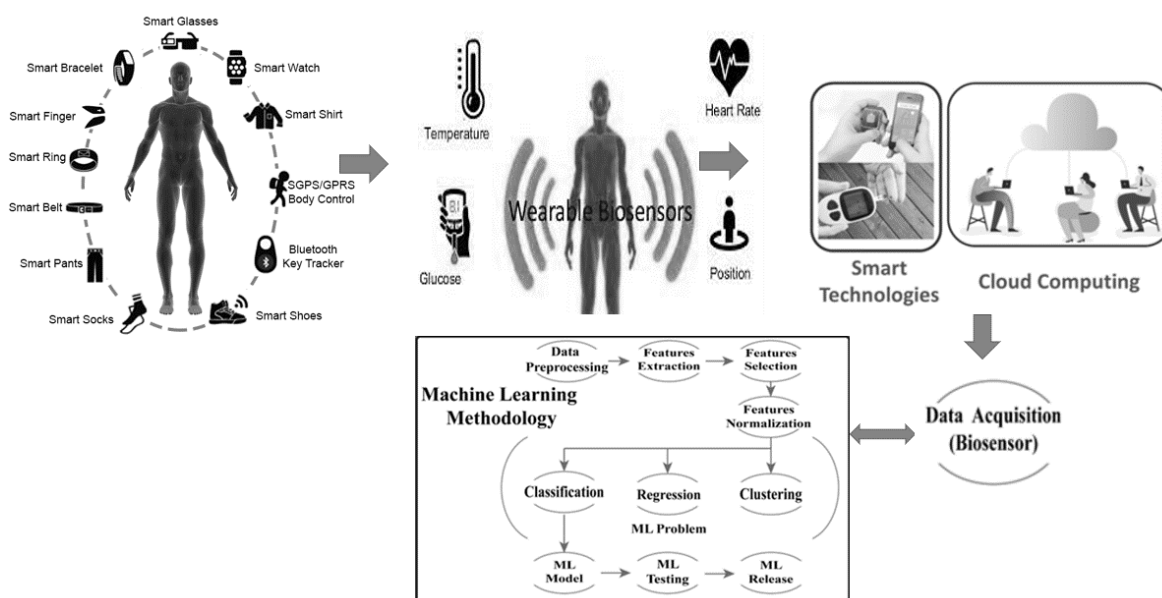 Smart Glasses
Smart Bracelet
Smart Watch
Smart Finger
Smart Shirt
Smart Ring
SGPS/GPRS
Body Control
Smart Belt
Bluetooth
Key Tracker
Smart Pants
Smart Socks
Smart Shoes
Temperature
Heart Rate
Wearable Biosensors
8.1
Glucose
Position
Smart
Technologies
Cloud Computing
Data Acquisition
(Biosensor)
Machine Learning
Methodology
Data
Preprocessing
Features
Extraction
Features
Selection
Features
Normalization
Classification
Regression
Clustering
ML Problem
ML
Model
ML
Testing
ML
Release